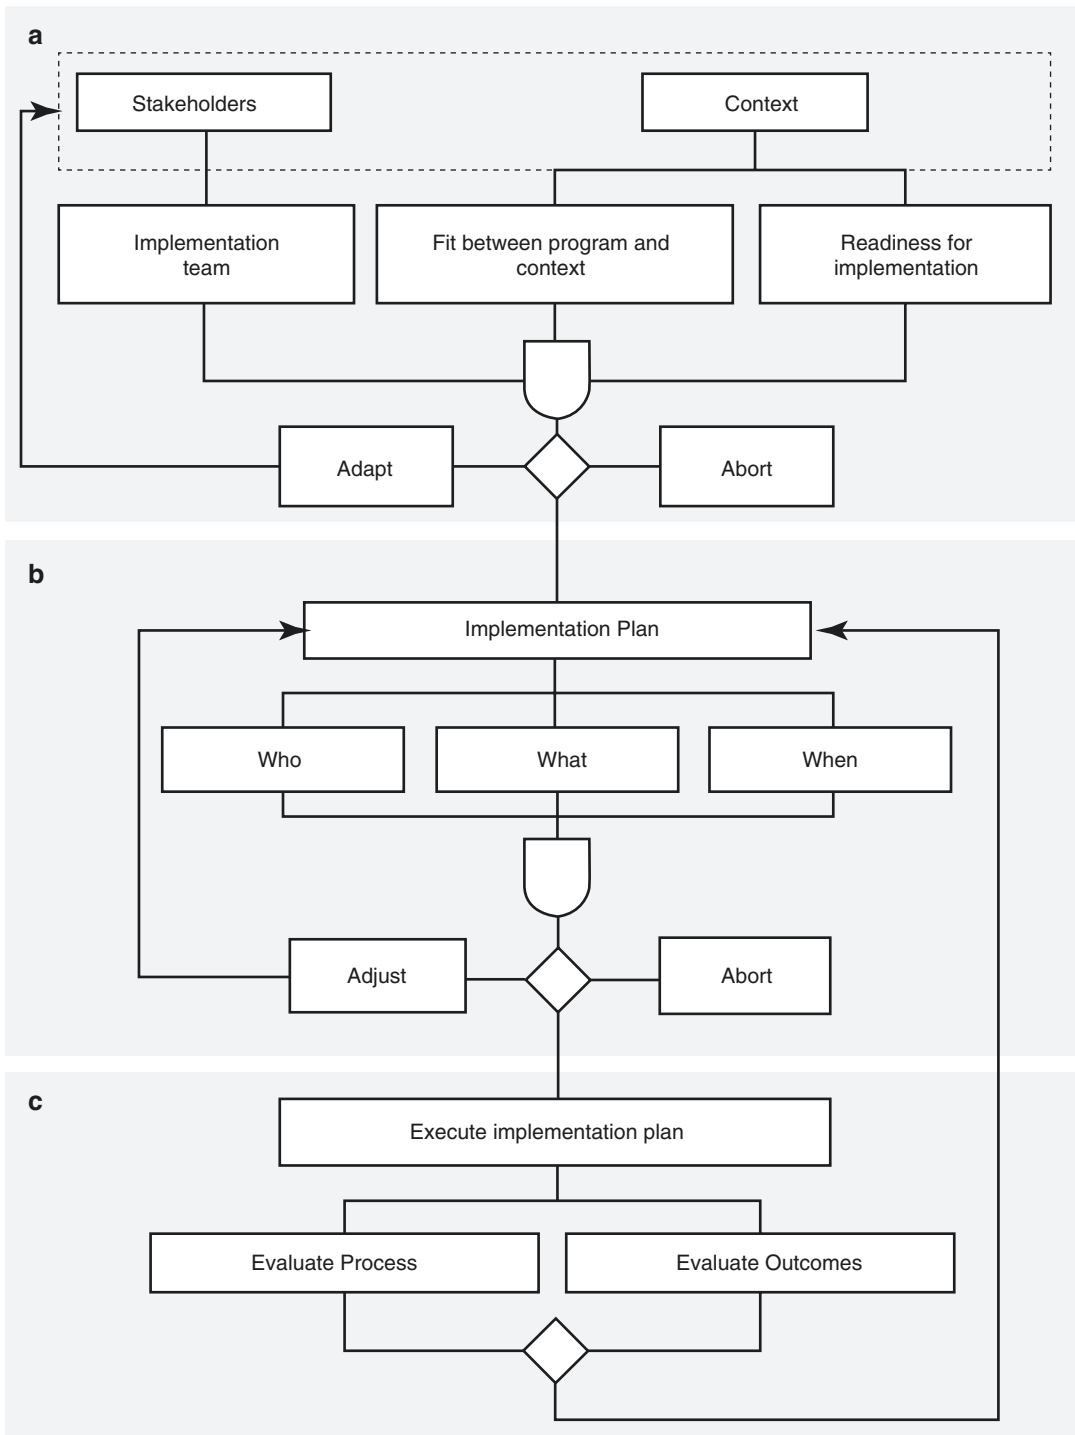 a
Stakeholders
Context
Implementation
team
Fit between program and
context
Readiness for
implementation
Adapt
Abort
b
Implementation Plan
Who
What
When
Adjust
Abort
c
Execute implementation plan
Evaluate Process
Evaluate Outcomes